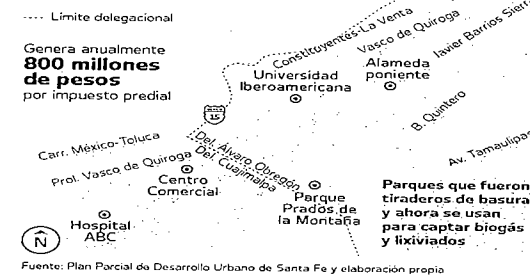 Límite delegacional
Genera anualmente
800 millones
de pesos
por impuesto predial
Constituyentes-La Venta
Vasco de Quiroga
Javier Barrios Sierr
Universidad
Iberoamericana
Alameda
poniente
15
B. Quintero
Av. Tamaulipas
Carr. México-Toluca
Prol. Vasco de Quiroga
Del. Álvaro Obregón
Del. Cuajimalpa
Centro
Comercial
Parque
Prados de
la Montaña
Hospital
ABC
N
Parques que fueron
tiraderos de basura
y ahora se usan
para captar biogás
y lixiviados
Fuente: Plan Parcial de Desarrollo Urbano de Santa Fe y elaboración propia